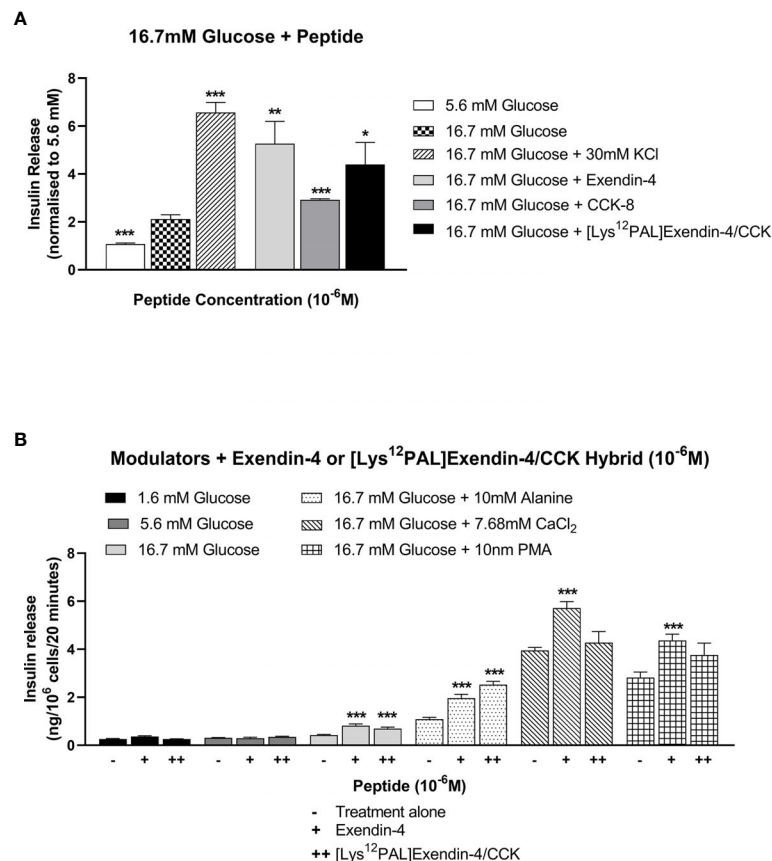 A
16.7mM Glucose + Peptide
Insulin Release
(normalised to 5.6 mM)
8
6
4
2
0
***
***
**
***
*
Peptide Concentration (10⁻⁶M)
5.6 mM Glucose
16.7 mM Glucose
16.7 mM Glucose + 30mM KCl
16.7 mM Glucose + Exendin-4
16.7 mM Glucose + CCK-8
16.7 mM Glucose + [Lys¹²PAL]Exendin-4/CCK
B
Modulators + Exendin-4 or [Lys¹²PAL]Exendin-4/CCK Hybrid (10⁻⁶M)
1.6 mM Glucose
5.6 mM Glucose
16.7 mM Glucose
16.7 mM Glucose + 10mM Alanine
16.7 mM Glucose + 7.68mM CaCl₂
16.7 mM Glucose + 10nm PMA
Insulin release
(ng/10⁶ cells/20 minutes)
8
6
4
2
0
***
***
***
***
***
***
- + ++ - + ++ - + ++ - + ++ - + ++ - + ++
Peptide (10⁻⁶M)
- Treatment alone
+ Exendin-4
++ [Lys¹²PAL]Exendin-4/CCK